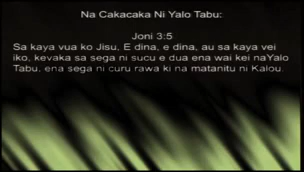 Na Cakacaka Ni Yalo Tabu:
Joni 3:5
Sa kaya vua ko Jisu, E dina, e dina, au sa kaya vei
iko, kevaka sa sega ni sucu e dua ena wai kei naYalo
Tabu, ena sega ni curu rawa ki na matanitu ni Kalou.